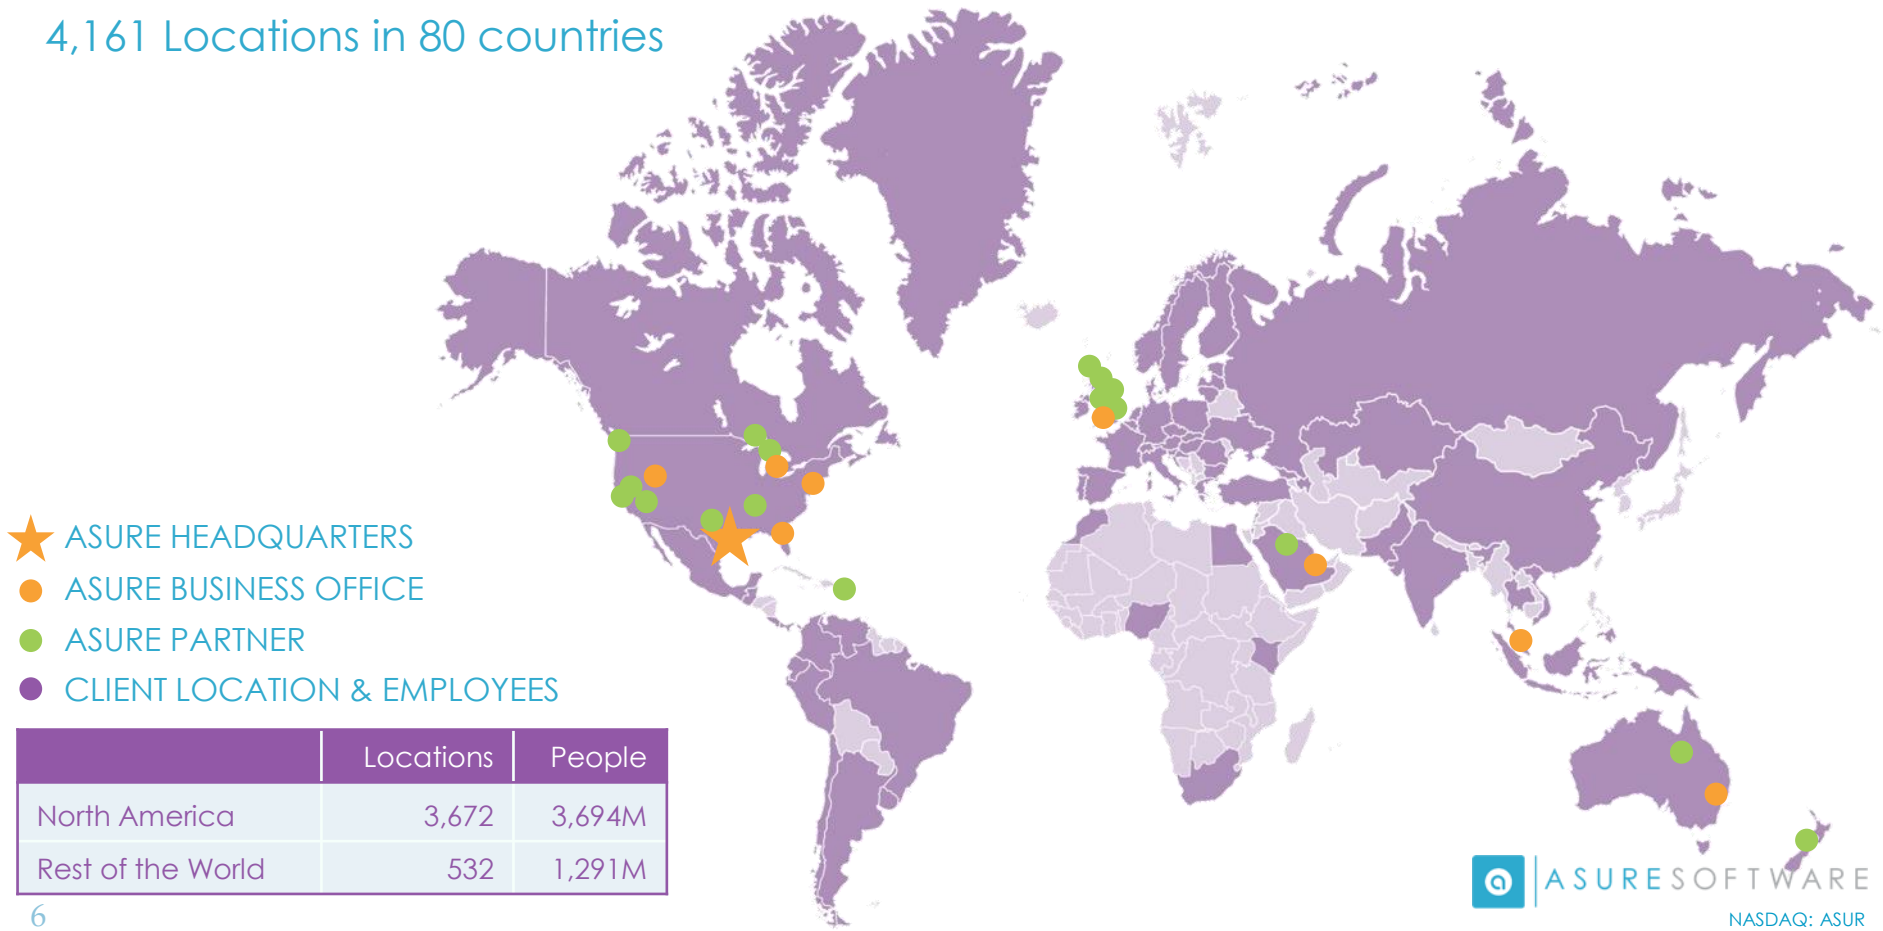 4,161 Locations in 80 countries
ASURE HEADQUARTERS
ASURE BUSINESS OFFICE
ASURE PARTNER
CLIENT LOCATION & EMPLOYEES
Locations People
North America 3,672 3,694M
Rest of the World 532 1,291M
6
a ASURESOFTWARE
NASDAQ: ASUR